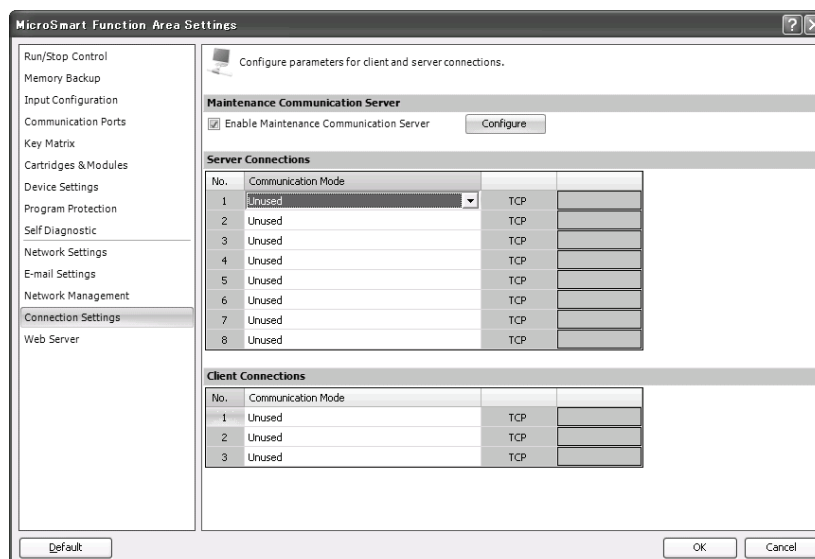 MicroSmart Function Area Settings
Run/Stop Control
Memory Backup
Input Configuration
Communication Ports
Key Matrix
Cartridges & Modules
Device Settings
Program Protection
Self Diagnostic
Network Settings
E-mail Settings
Network Management
Connection Settings
Web Server
Configure parameters for client and server connections.
Maintenance Communication Server
Enable Maintenance Communication Server Configure
Server Connections
No. Communication Mode
1 Unused TCP
2 Unused TCP
3 Unused TCP
4 Unused TCP
5 Unused TCP
6 Unused TCP
7 Unused TCP
8 Unused TCP
Client Connections
No. Communication Mode
1 Unused TCP
2 Unused TCP
3 Unused TCP
Default OK Cancel